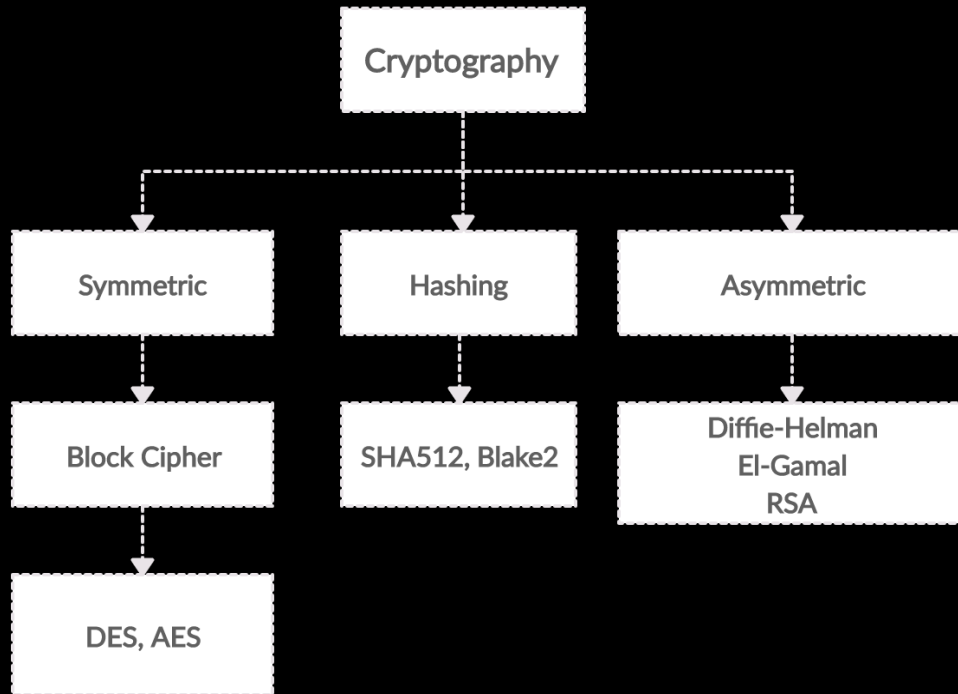 Cryptography
Symmetric
Hashing
Asymmetric
Block Cipher
SHA512, Blake2
Diffie-Helman
El-Gamal
RSA
DES, AES